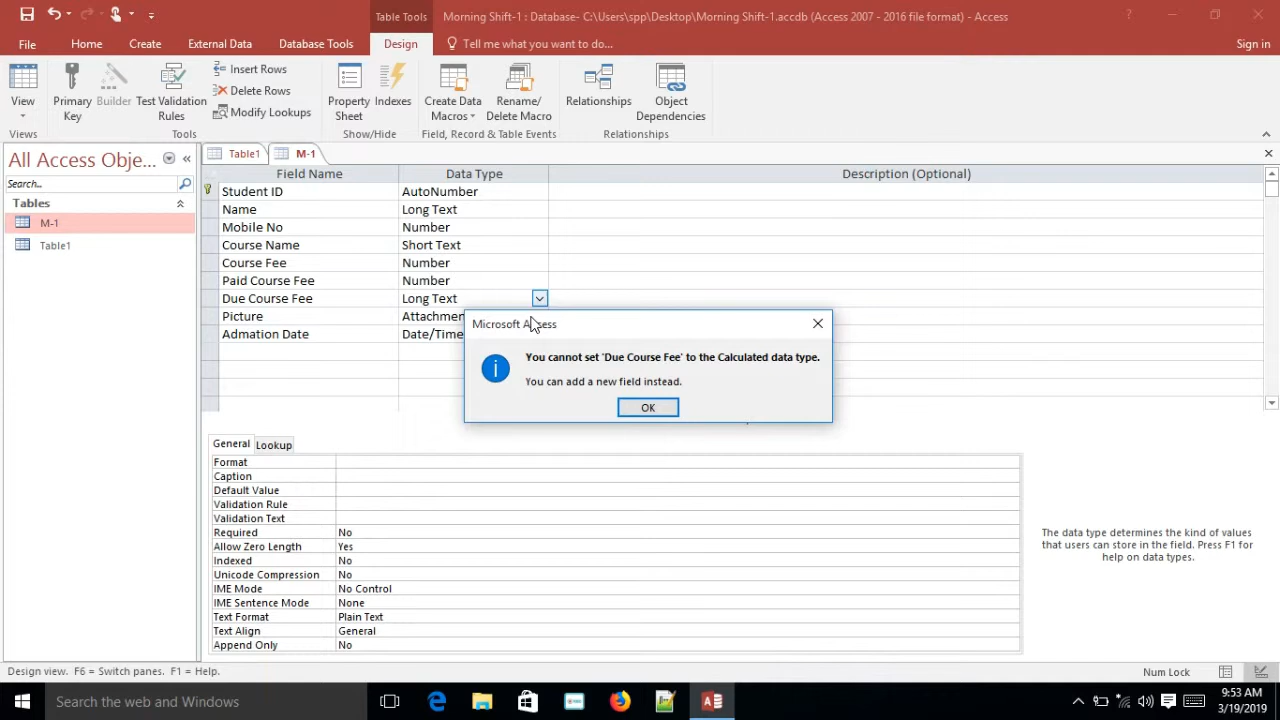 Table Tools
Morning Shift-1 : Database- C:\Users\spp\Desktop\Morning Shift-1.accdb (Access 2007 - 2016 file format) - Access
File
Home
Create
External Data
Database Tools
Design
Tell me what you want to do...
Sign in
View
Primary Key
Builder
Test Validation Rules
Insert Rows
Delete Rows
Modify Lookups
Property Sheet
Indexes
Create Data Macros
Rename/ Delete Macro
Relationships
Object Dependencies
Views
Tools
Show/Hide
Field, Record & Table Events
Relationships
All Access Obje...
Search...
Tables
M-1
Table1
Table1
M-1
Field Name Data Type Description (Optional)
Student ID AutoNumber
Name Long Text
Mobile No Number
Course Name Short Text
Course Fee Number
Paid Course Fee Number
Due Course Fee Long Text
Picture Attachmen
Admation Date Date/Time
Microsoft Access
You cannot set 'Due Course Fee' to the Calculated data type.
You can add a new field instead.
OK
General Lookup
Format
Caption
Default Value
Validation Rule
Validation Text
Required No
Allow Zero Length Yes
Indexed No
Unicode Compression No
IME Mode No Control
IME Sentence Mode None
Text Format Plain Text
Text Align General
Append Only No
The data type determines the kind of values
that users can store in the field. Press F1 for
help on data types.
Design view. F6 = Switch panes. F1 = Help.
Num Lock
Search the web and Windows
9:53 AM
3/19/2019